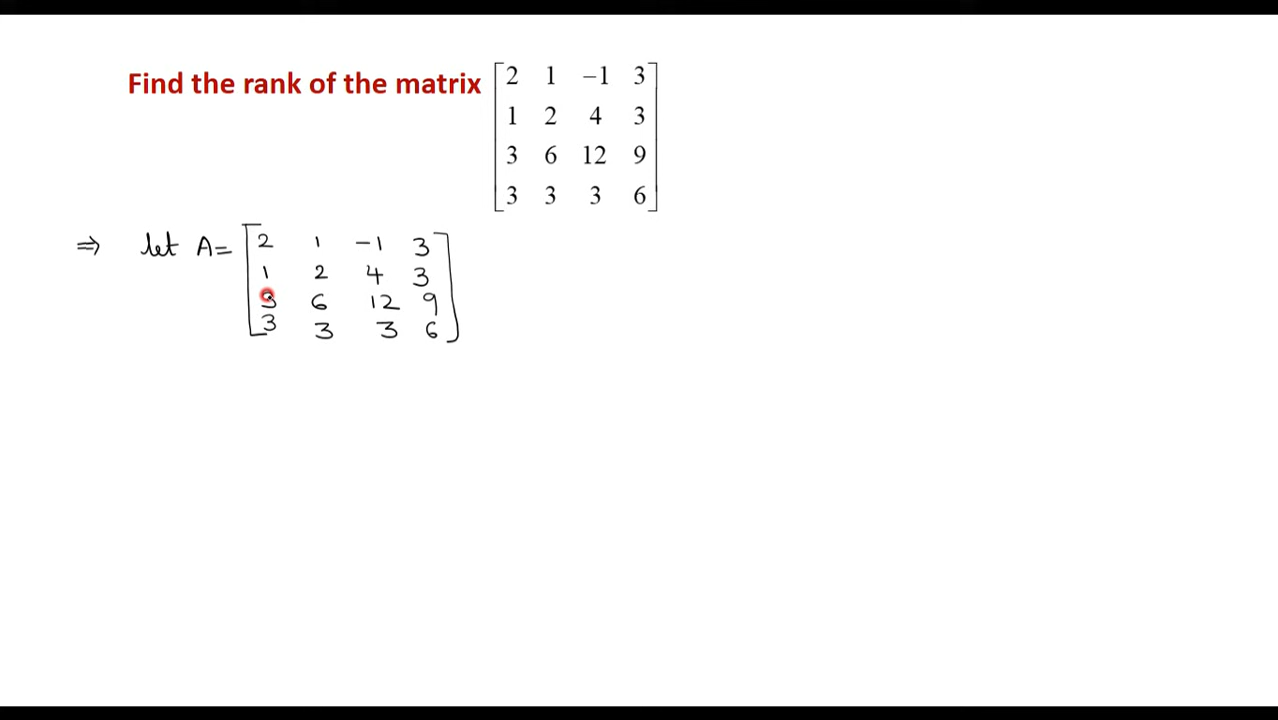 Find the rank of the matrix
2 1 −1 3
1 2 4 3
3 6 12 9
3 3 3 6
⇒ let A= 2 1 -1 3
1 2 4 3
3 6 12 9
3 3 3 6